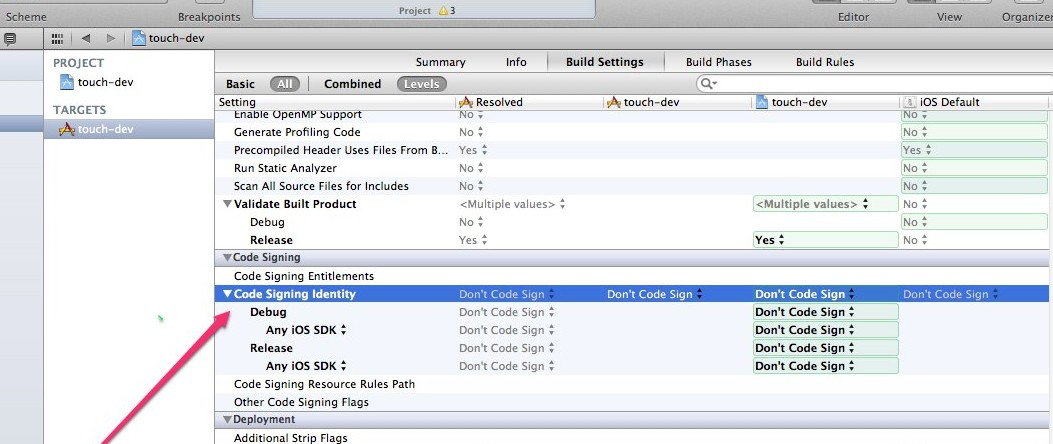 Scheme Breakpoints Project 3 Editor View Organizer
touch-dev
PROJECT
touch-dev
TARGETS
touch-dev
Summary Info Build Settings Build Phases Build Rules
Basic All Combined Levels
Setting Resolved touch-dev touch-dev iOS Default
Enable OpenMP Support No No
Generate Profiling Code No No
Precompiled Header Uses Files From B... Yes Yes
Run Static Analyzer No No
Scan All Source Files for Includes No No
Validate Built Product <Multiple values> <Multiple values> No
Debug No No
Release Yes Yes No
Code Signing
Code Signing Entitlements
Code Signing Identity Don't Code Sign Don't Code Sign Don't Code Sign Don't Code Sign
Debug Don't Code Sign Don't Code Sign
Any iOS SDK Don't Code Sign Don't Code Sign
Release Don't Code Sign Don't Code Sign
Any iOS SDK Don't Code Sign Don't Code Sign
Code Signing Resource Rules Path
Other Code Signing Flags
Deployment
Additional Strip Flags